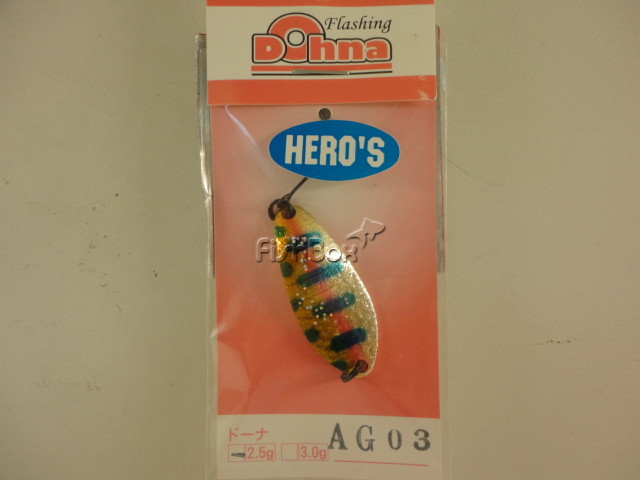 Flashing
Dohna
HERO'S
FishBox
ドーナ
2.5g 3.0g
AG03